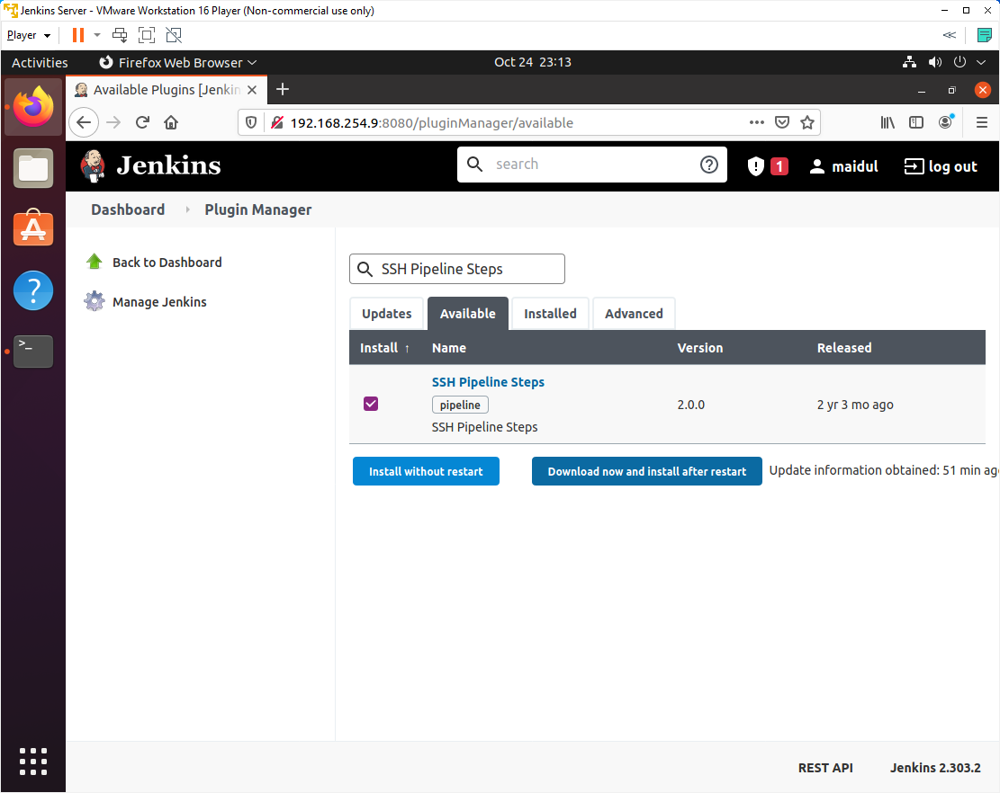 Jenkins Server - VMware Workstation 16 Player (Non-commercial use only)
Player
Activities Firefox Web Browser Oct 24 23:13
Available Plugins [Jenkin
192.168.254.9:8080/pluginManager/available
Jenkins search 1 maidul log out
Dashboard Plugin Manager
Back to Dashboard
Manage Jenkins
SSH Pipeline Steps
Updates Available Installed Advanced
Install ↑ Name Version Released
SSH Pipeline Steps
pipeline
SSH Pipeline Steps
2.0.0
2 yr 3 mo ago
Install without restart Download now and install after restart Update information obtained: 51 min ago
REST API Jenkins 2.303.2